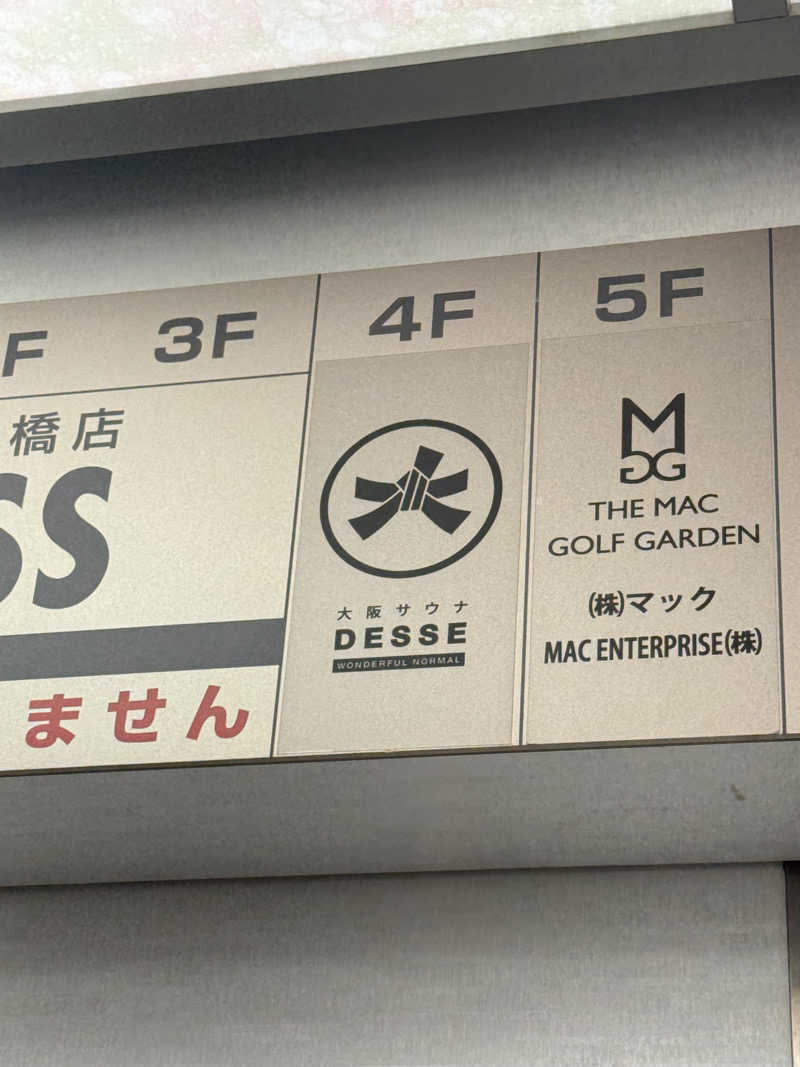 F
3F
4F
5F
橋店
SS
ません
大阪サウナ
DESSE
WONDERFUL NORMAL
MGG
THE MAC
GOLF GARDEN
(株)マック
MAC ENTERPRISE(株)